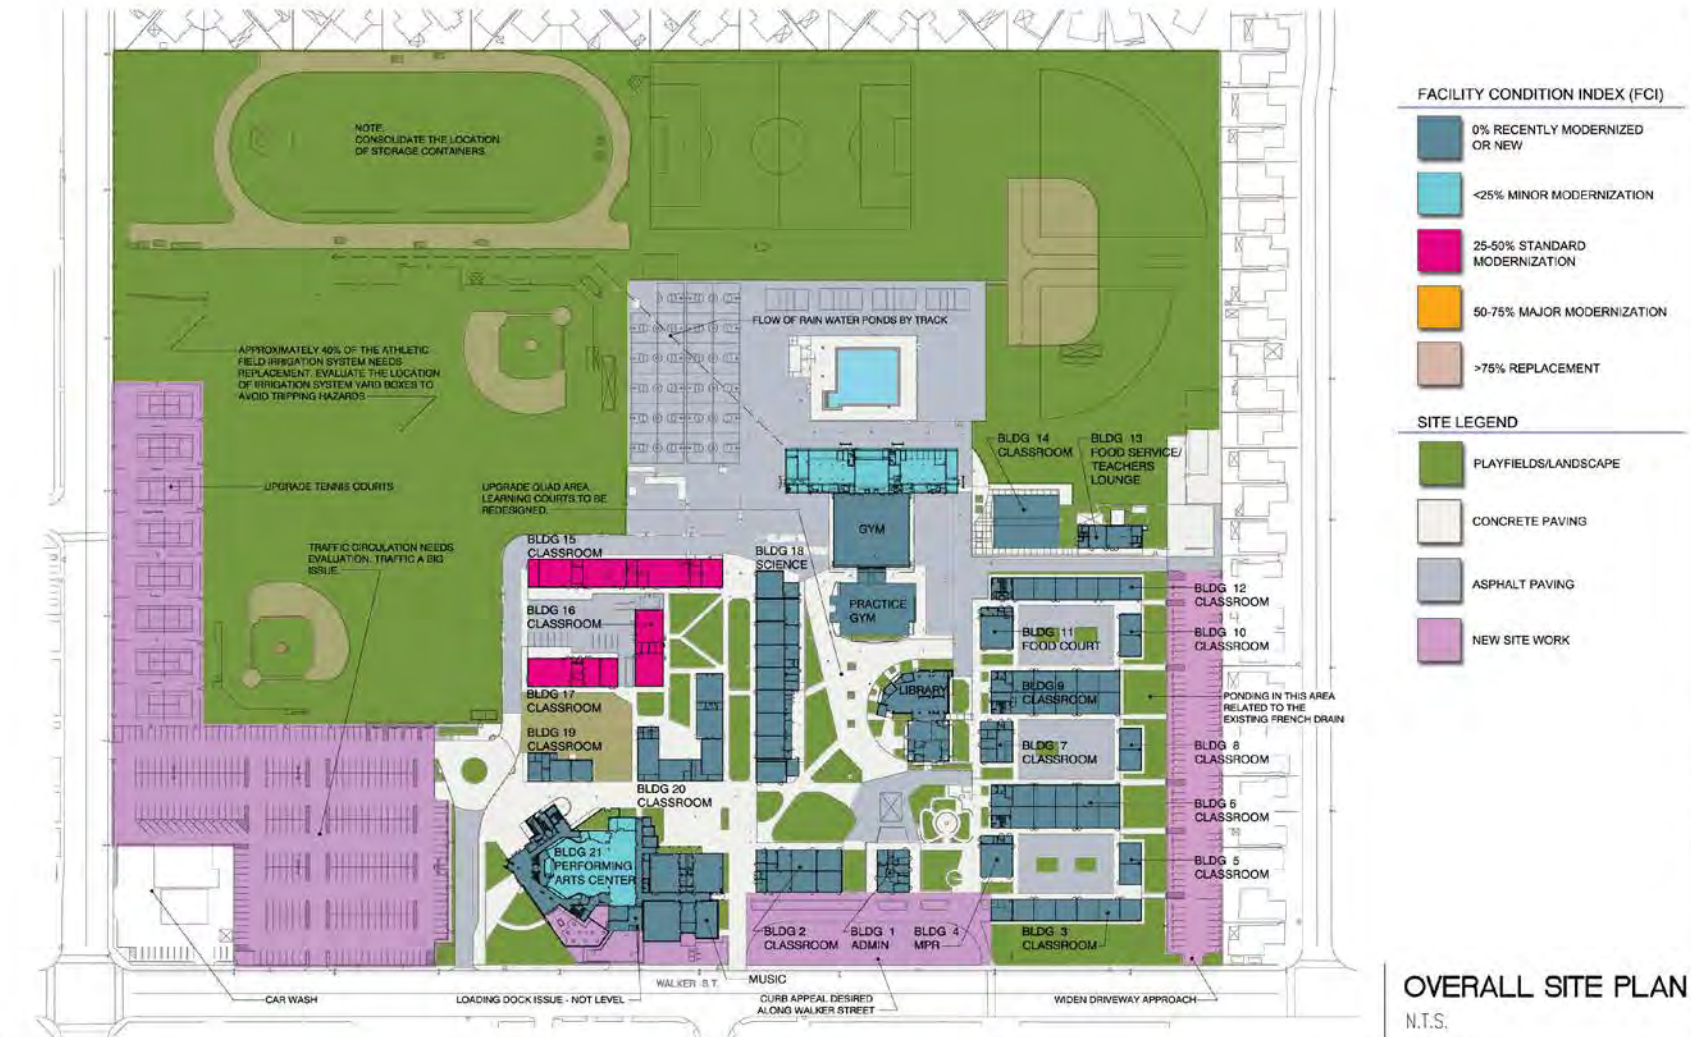 NOTE.
CONSOLIDATE THE LOCATION
OF STORAGE CONTAINERS.
FLOW OF RAIN WATER PONDS BY TRACK
APPROXIMATELY 40% OF THE ATHLETIC
FIELD IRRIGATION SYSTEM NEEDS
REPLACEMENT. EVALUATE THE LOCATION
OF IRRIGATION SYSTEM YARD BOXES TO
AVOID TRIPPING HAZARDS
UPGRADE TENNIS COURTS
UPGRADE QUAD AREA.
LEARNING COURTS TO BE
REDESIGNED.
TRAFFIC CIRCULATION NEEDS
EVALUATION. TRAFFIC A BIG
ISSUE.
BLDG 14
CLASSROOM
BLDG 13
FOOD SERVICE/
TEACHERS
LOUNGE
GYM
PRACTICE
GYM
BLDG 15
CLASSROOM
BLDG 18
SCIENCE
BLDG 16
CLASSROOM
BLDG 17
CLASSROOM
BLDG 19
CLASSROOM
BLDG 20
CLASSROOM
LIBRARY
BLDG 12
CLASSROOM
BLDG 11
FOOD COURT
BLDG 10
CLASSROOM
BLDG 9
CLASSROOM
PONDING IN THIS AREA
RELATED TO THE
EXISTING FRENCH DRAIN
BLDG 7
CLASSROOM
BLDG 8
CLASSROOM
BLDG 6
CLASSROOM
BLDG 5
CLASSROOM
BLDG 21
PERFORMING
ARTS CENTER
BLDG 2
CLASSROOM
BLDG 1
ADMIN
BLDG 4
MPR
BLDG 3
CLASSROOM
MUSIC
WALKER ST.
CAR WASH
LOADING DOCK ISSUE - NOT LEVEL
CURB APPEAL DESIRED
ALONG WALKER STREET
WIDEN DRIVEWAY APPROACH
FACILITY CONDITION INDEX (FCI)
0% RECENTLY MODERNIZED
OR NEW
<25% MINOR MODERNIZATION
25-50% STANDARD
MODERNIZATION
50-75% MAJOR MODERNIZATION
>75% REPLACEMENT
SITE LEGEND
PLAYFIELDS/LANDSCAPE
CONCRETE PAVING
ASPHALT PAVING
NEW SITE WORK
OVERALL SITE PLAN
N.T.S.